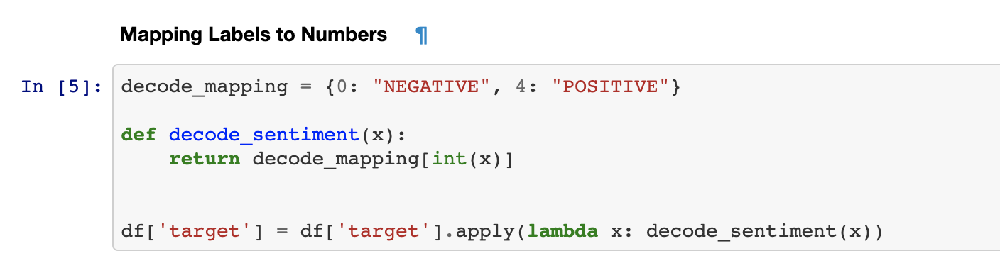 Mapping Labels to Numbers ¶
In [5]:
decode_mapping = {0: "NEGATIVE", 4: "POSITIVE"}
def decode_sentiment(x):
    return decode_mapping[int(x)]
df['target'] = df['target'].apply(lambda x: decode_sentiment(x))